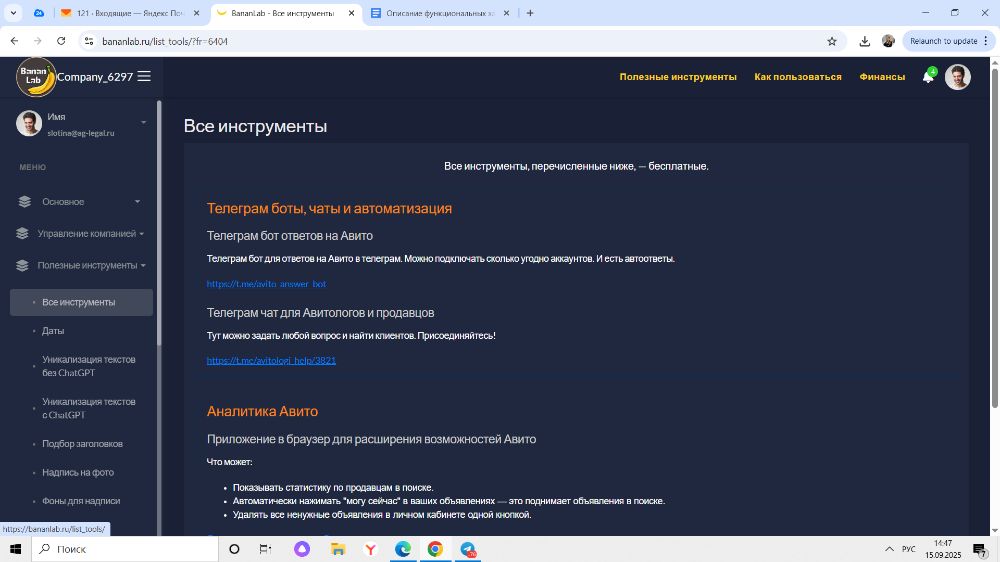 24
121 · Входящие — Яндекс Поч
BananLab - Все инструменты
Описание функциональных ха
bananlab.ru/list_tools/?fr=6404
Relaunch to update
Banan
Lab
Company_6297
Полезные инструменты
Как пользоваться
Финансы
4
Имя
slotina@ag-legal.ru
МЕНЮ
Основное
Управление компанией
Полезные инструменты
Все инструменты
Даты
Уникализация текстов
без ChatGPT
Уникализация текстов
с ChatGPT
Подбор заголовков
Надпись на фото
Фоны для надписи
Все инструменты
Все инструменты, перечисленные ниже, — бесплатные.
Телеграм боты, чаты и автоматизация
Телеграм бот ответов на Авито
Телеграм бот для ответов на Авито в телеграм. Можно подключать сколько угодно аккаунтов. И есть автоответы.
https://t.me/avito_answer_bot
Телеграм чат для Авитологов и продавцов
Тут можно задать любой вопрос и найти клиентов. Присоединяйтесь!
https://t.me/avitologi_help/3821
Аналитика Авито
Приложение в браузер для расширения возможностей Авито
Что может:
Показывать статистику по продавцам в поиске.
Автоматически нажимать "могу сейчас" в ваших объявлениях — это поднимает объявления в поиске.
Удалять все ненужные объявления в личном кабинете одной кнопкой.
https://bananlab.ru/list_tools/
Поиск
..76
РУС
14:47
15.09.2025
7